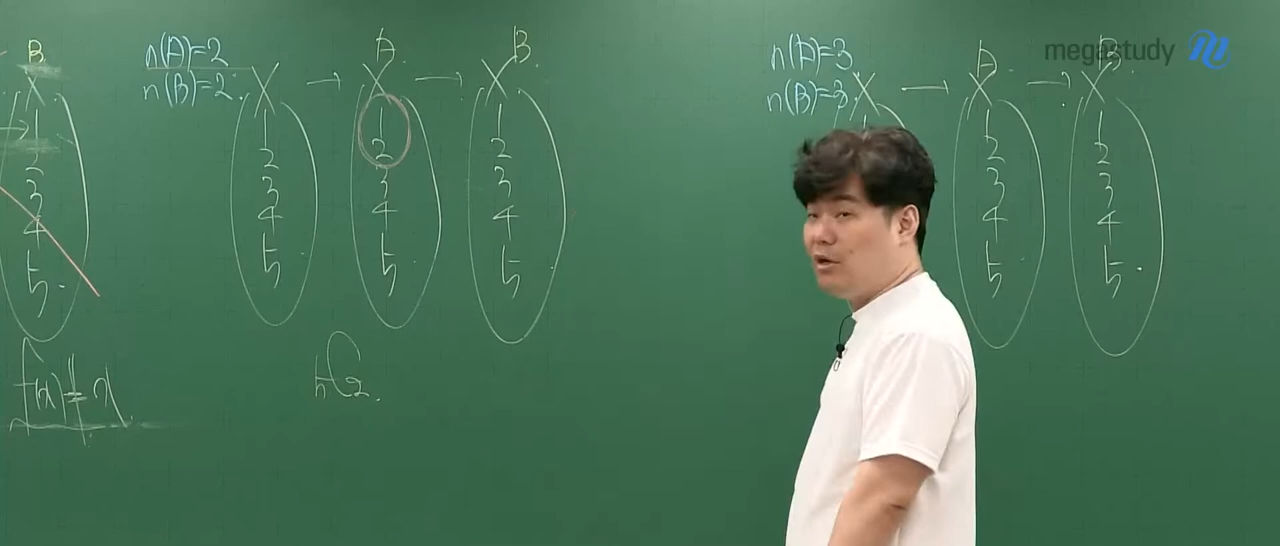 B
X
1
2
3
4
5
f(x)≠x
n(A)=2
n(B)=2
X → X → X
A B
1 1 1
2 2 2
3 3 3
4 4 4
5 5 5
5C2
n(A)=3
n(B)=3
X → X → X
A B
1 1
2 2
3 3
4 4
5 5
megastudy